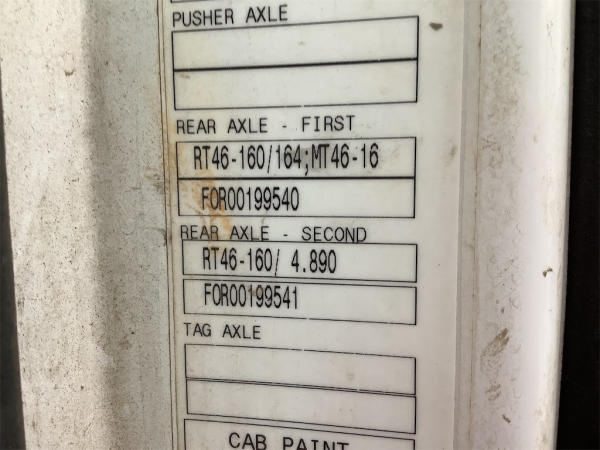 PUSHER AXLE
REAR AXLE - FIRST
RT46-160/164;MT46-16
FOR00199540
REAR AXLE - SECOND
RT46-160/ 4.890
FOR00199541
TAG AXLE
CAB PAINT